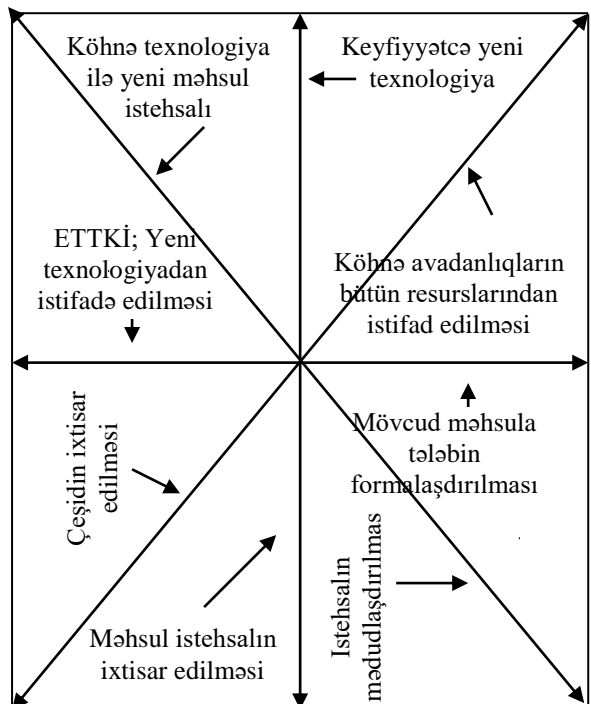 Köhnə texnologiya
ilə yeni məhsul
istehsalı
Keyfiyyətcə yeni
texnologiya
ETTKİ; Yeni
texnologiyadan
istifadə edilməsi
Köhnə avadanlıqların
bütün resurslarından
istifad edilməsi
Çeşidin ixtisar
edilməsi
Mövcud məhsula
tələbin
formalaşdırılması
Məhsul istehsalın
ixtisar edilməsi
Istehsalın
mədudlaşdırılmas